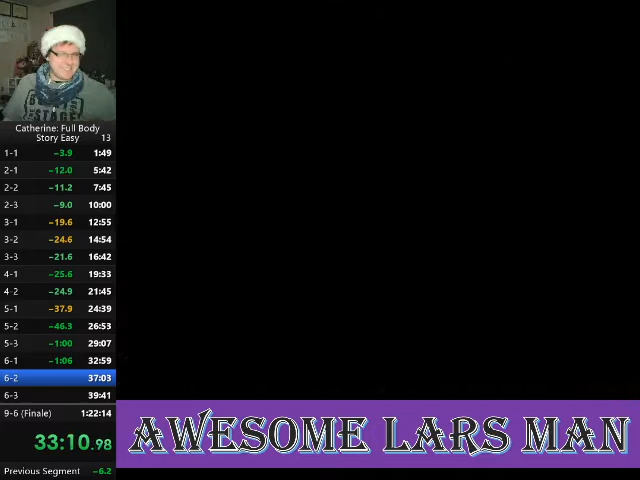 Catherine: Full Body
Story Easy 13
1-1 -3.9 1:49
2-1 -12.0 5:42
2-2 -11.2 7:45
2-3 -9.0 10:00
3-1 -19.6 12:55
3-2 -24.6 14:54
3-3 -21.6 16:42
4-1 -25.6 19:33
4-2 -24.9 21:45
5-1 -37.9 24:39
5-2 -46.3 26:53
5-3 -1:00 29:07
6-1 -1:06 32:59
6-2 37:03
6-3 39:41
9-6 (Finale) 1:22:14
33:10.98
Previous Segment -6.2
AWESOME LARS MAN